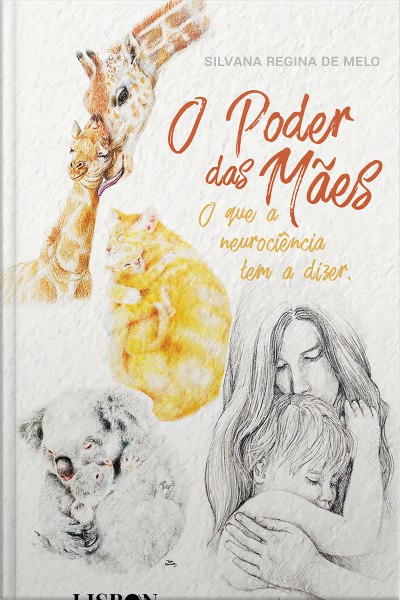 SILVANA REGINA DE MELO
O Poder
das Mães
O que a
neurociência
tem a dizer.